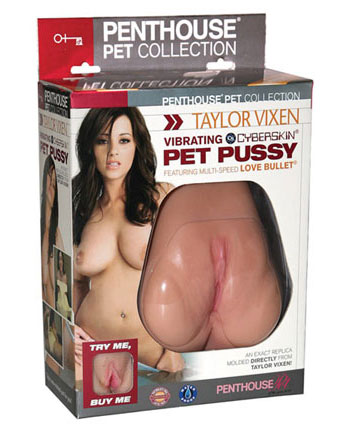 PENTHOUSE
PET COLLECTION
PENTHOUSE PET COLLECTION
TAYLOR VIXEN
VIBRATING CS CYBERSKIN®
PET PUSSY
FEATURING MULTI-SPEED LOVE BULLET®
TRY ME,
BUY ME
AN EXACT REPLICA
MOLDED DIRECTLY FROM
TAYLOR VIXEN!
PENTHOUSE